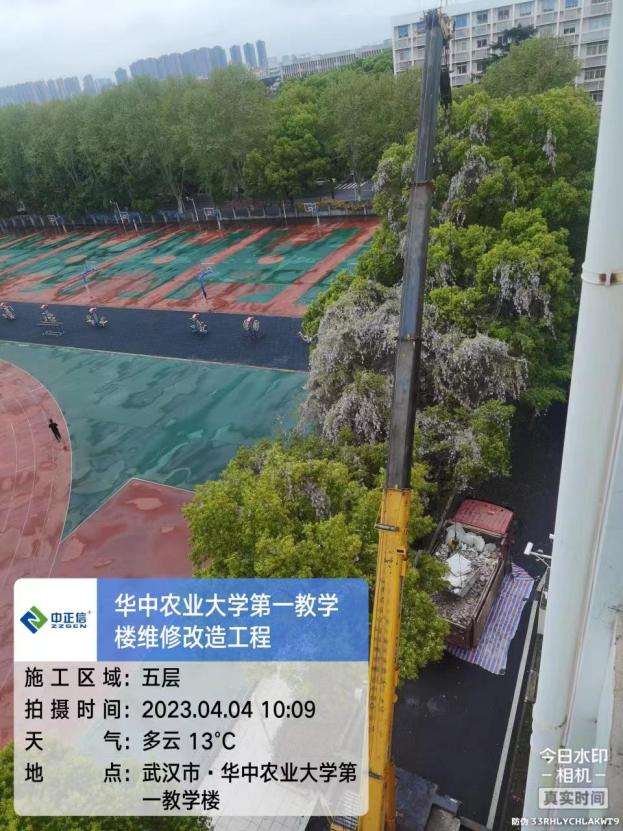 中正信
ZZSEN
华中农业大学第一教学
楼维修改造工程
施工区域：五层
拍摄时间：2023.04.04 10:09
天气：多云 13℃
地点：武汉市·华中农业大学第
一教学楼
今日水印
相机
真实时间
防伪 33RHLYCHLAKWT9